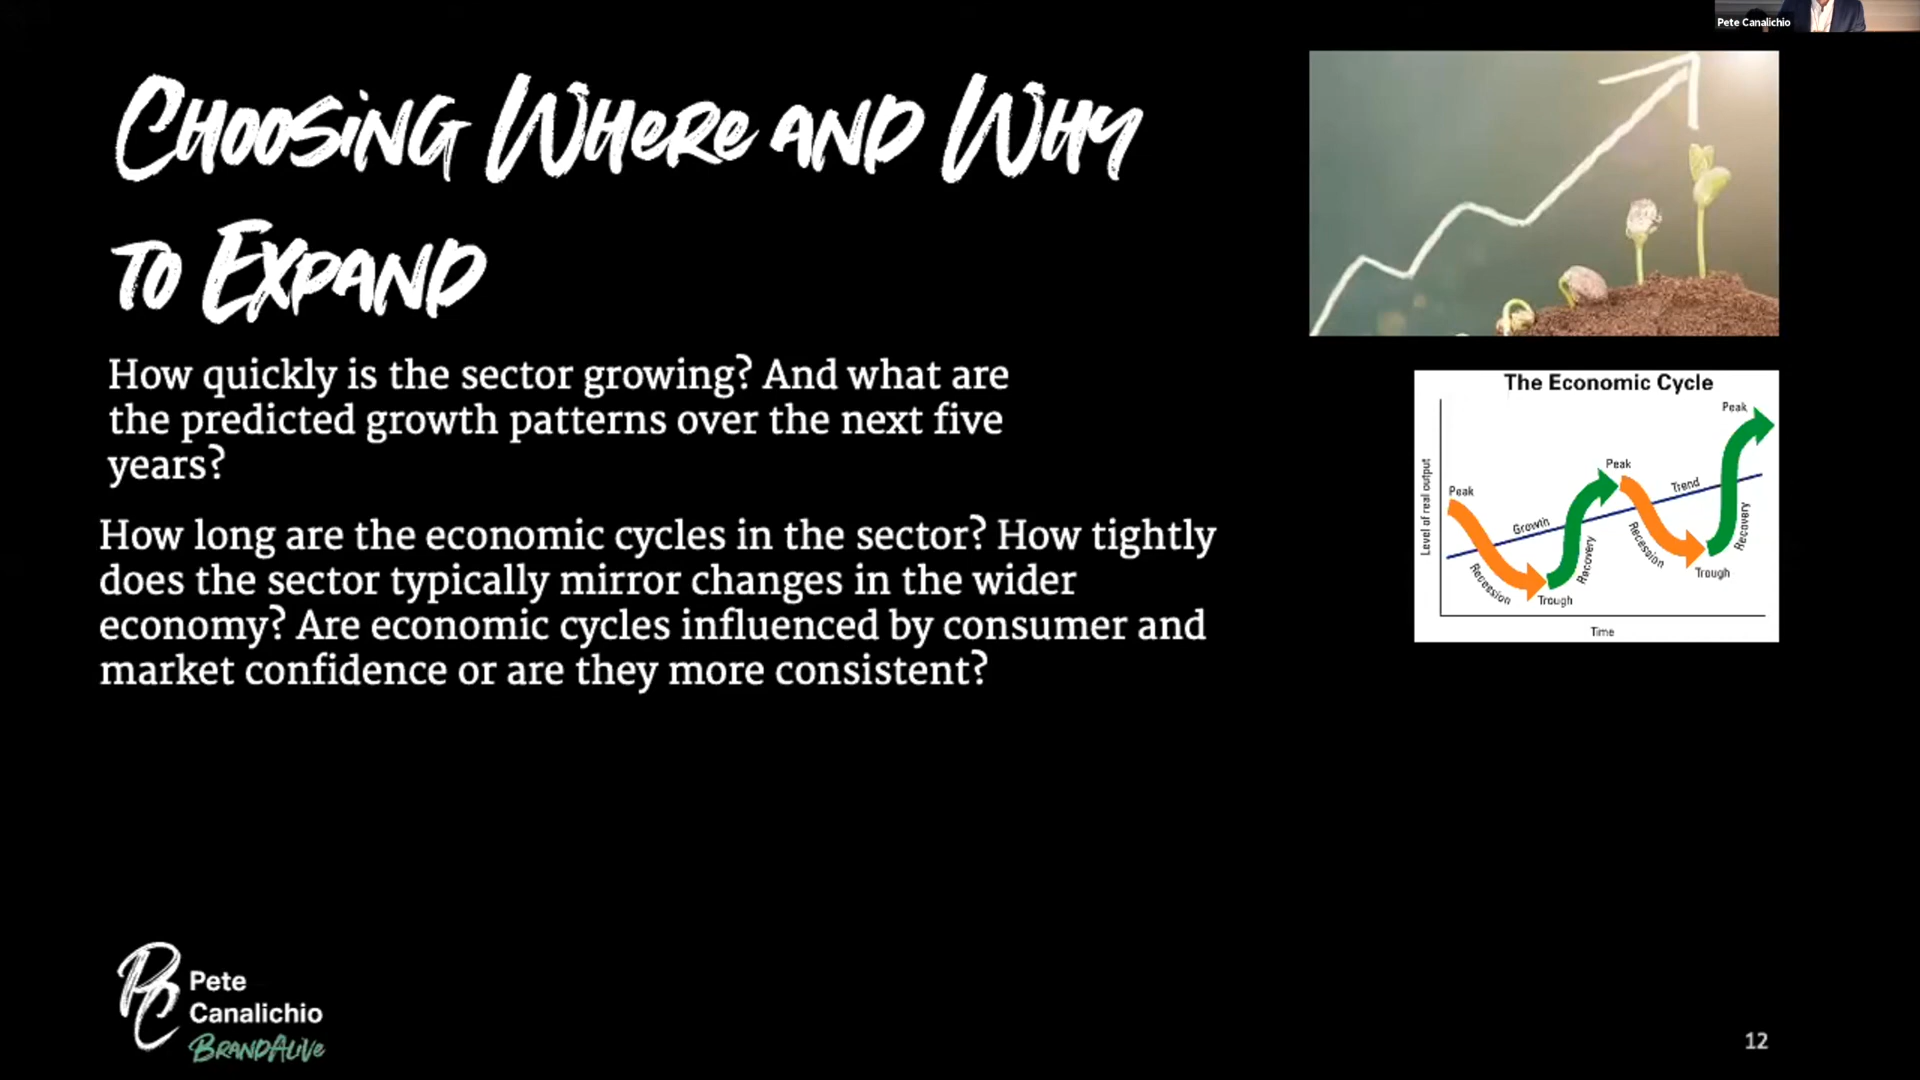 Pete Canalichio
CHOOSING WHERE AND WHY
TO EXPAND
How quickly is the sector growing? And what are
the predicted growth patterns over the next five
years?
How long are the economic cycles in the sector? How tightly
does the sector typically mirror changes in the wider
economy? Are economic cycles influenced by consumer and
market confidence or are they more consistent?
The Economic Cycle
Level of real output
Peak
Recession
Growth
Trough
Recovery
Peak
Recession
Trend
Trough
Recovery
Peak
Time
PC
Pete
Canalichio
BRANDALIVE
12